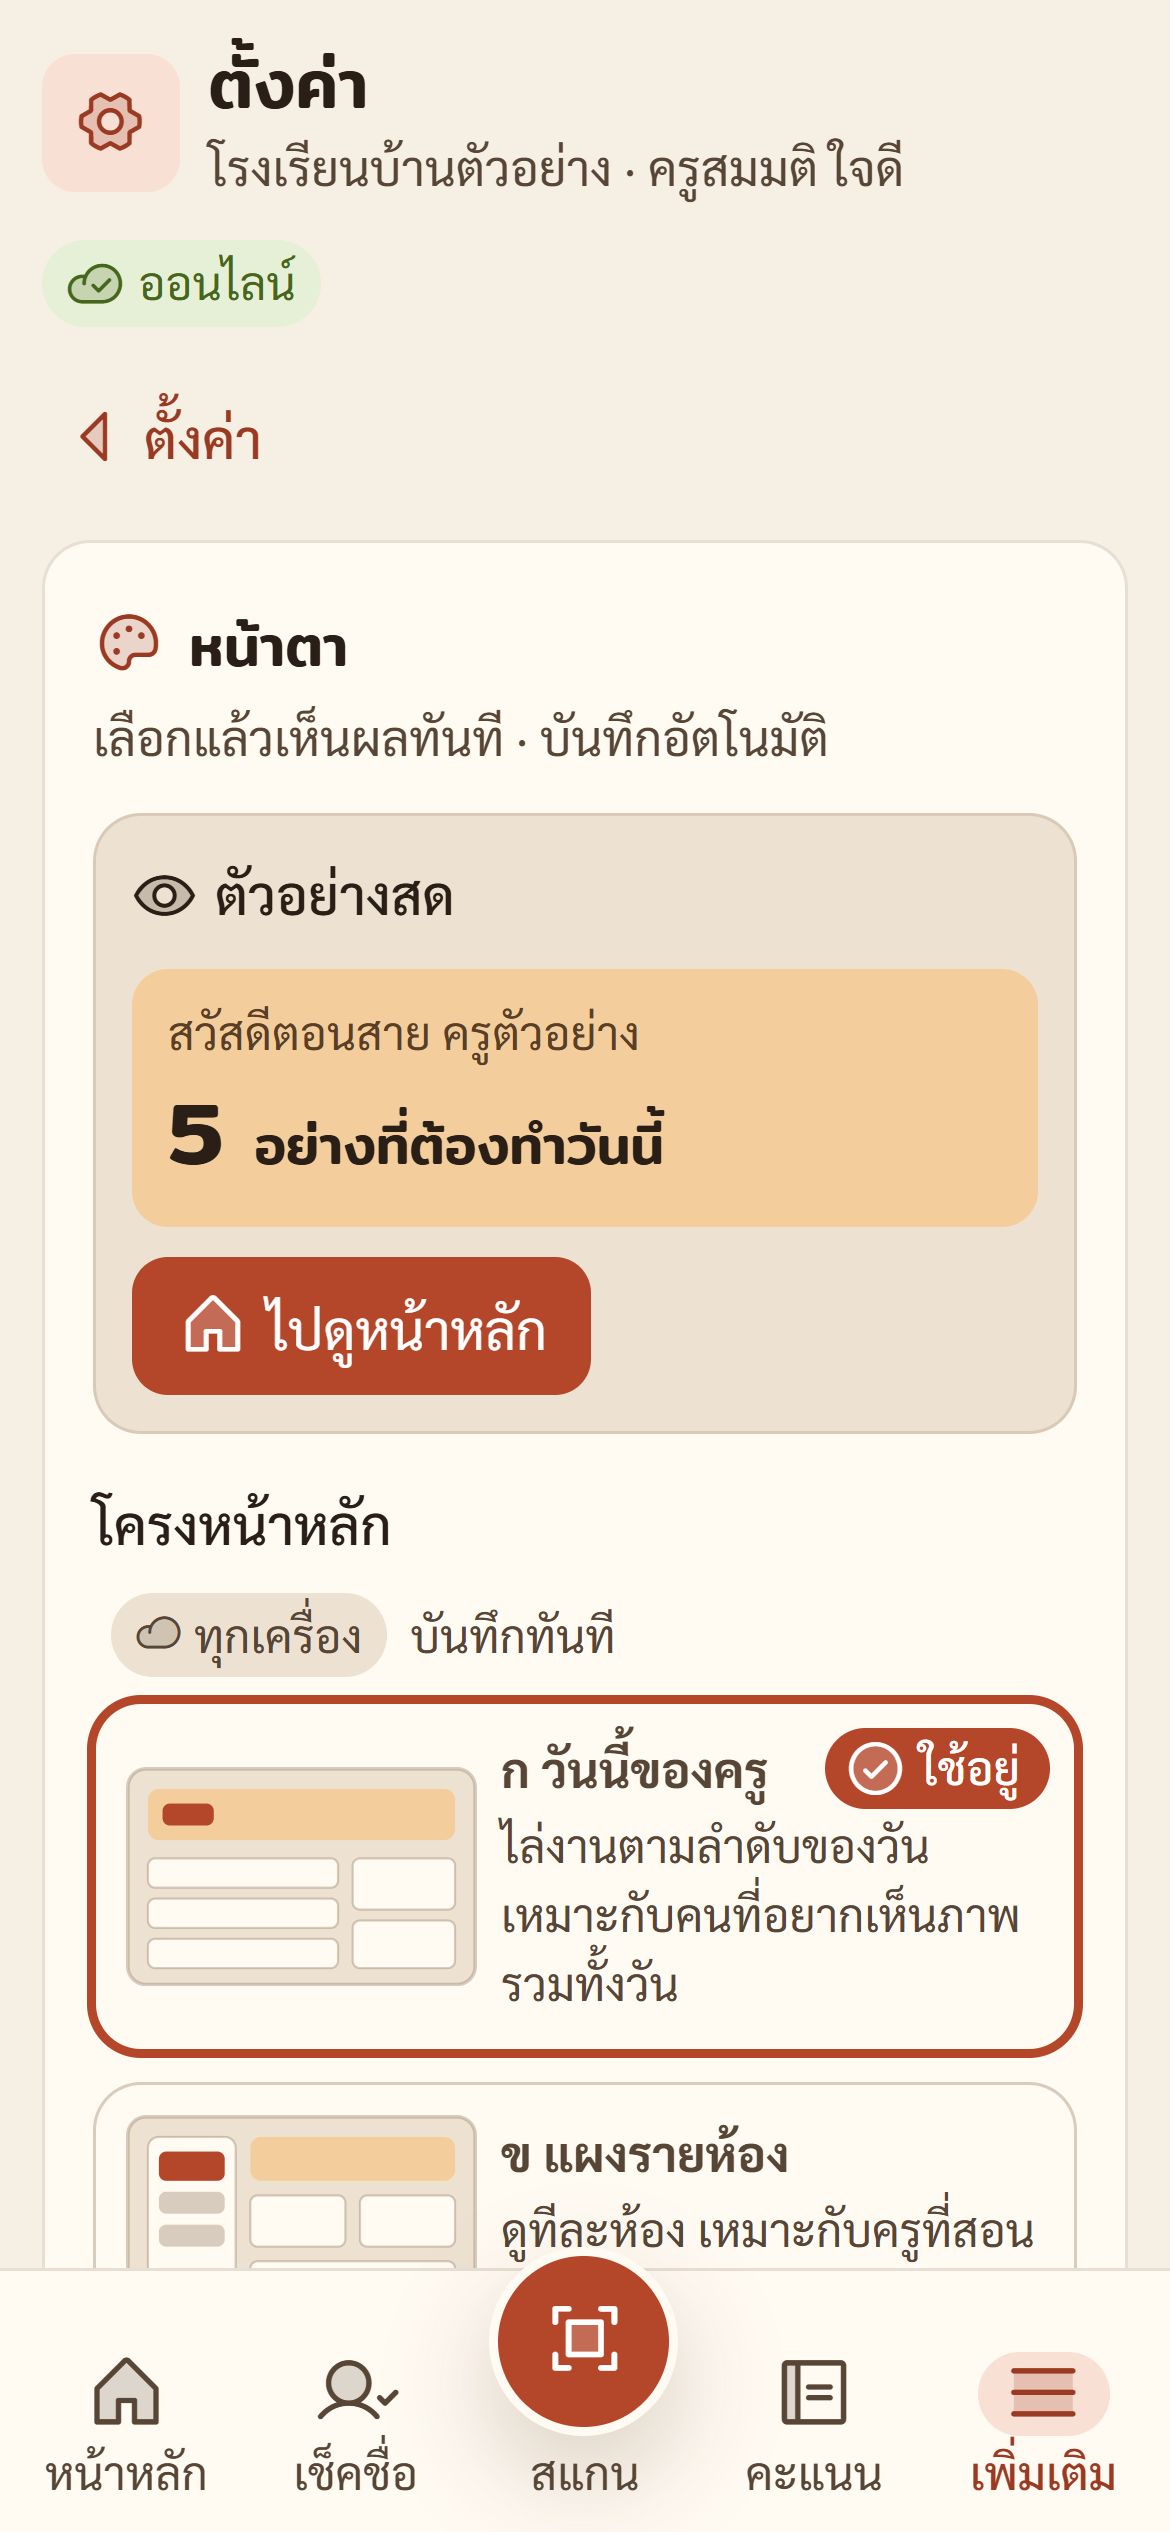 ตั้งค่า
โรงเรียนบ้านตัวอย่าง · ครูสมมติ ใจดี
ออนไลน์
ตั้งค่า
หน้าตา
เลือกแล้วเห็นผลทันที · บันทึกอัตโนมัติ
ตัวอย่างสด
สวัสดีตอนสาย ครูตัวอย่าง
5 อย่างที่ต้องทำวันนี้
ไปดูหน้าหลัก
โครงหน้าหลัก
ทุกเครื่อง บันทึกทันที
ก วันนี้ของครู ใช้อยู่
ไล่งานตามลำดับของวัน
เหมาะกับคนที่อยากเห็นภาพ
รวมทั้งวัน
ข แผงรายห้อง
ดูทีละห้อง เหมาะกับครูที่สอน
หน้าหลัก เช็คชื่อ สแกน คะแนน เพิ่มเติม